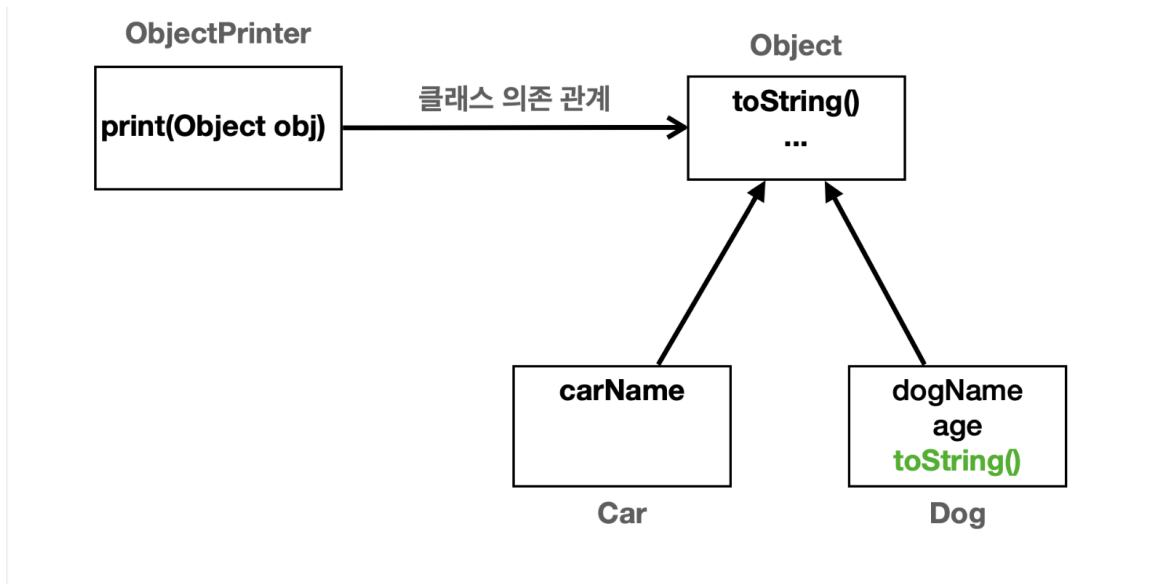 ObjectPrinter
print(Object obj)
클래스 의존 관계
Object
toString()
...
carName
Car
dogName
age
toString()
Dog